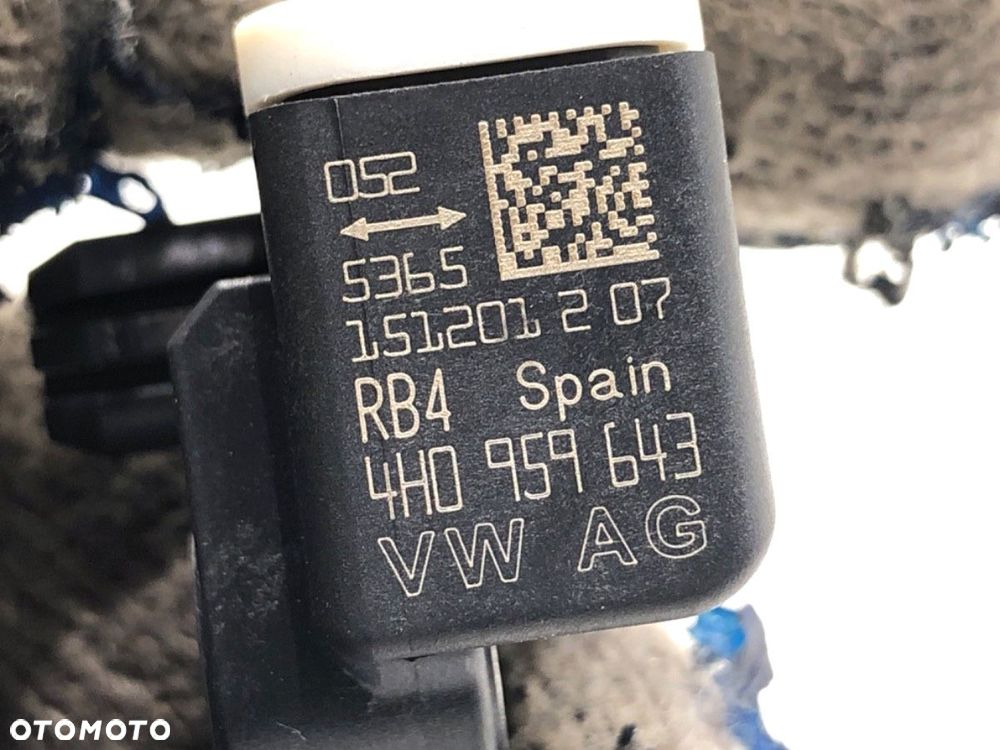 052
5365
151201 2 07
RB4 Spain
4H0 959 643
VW AG
OTOMOTO